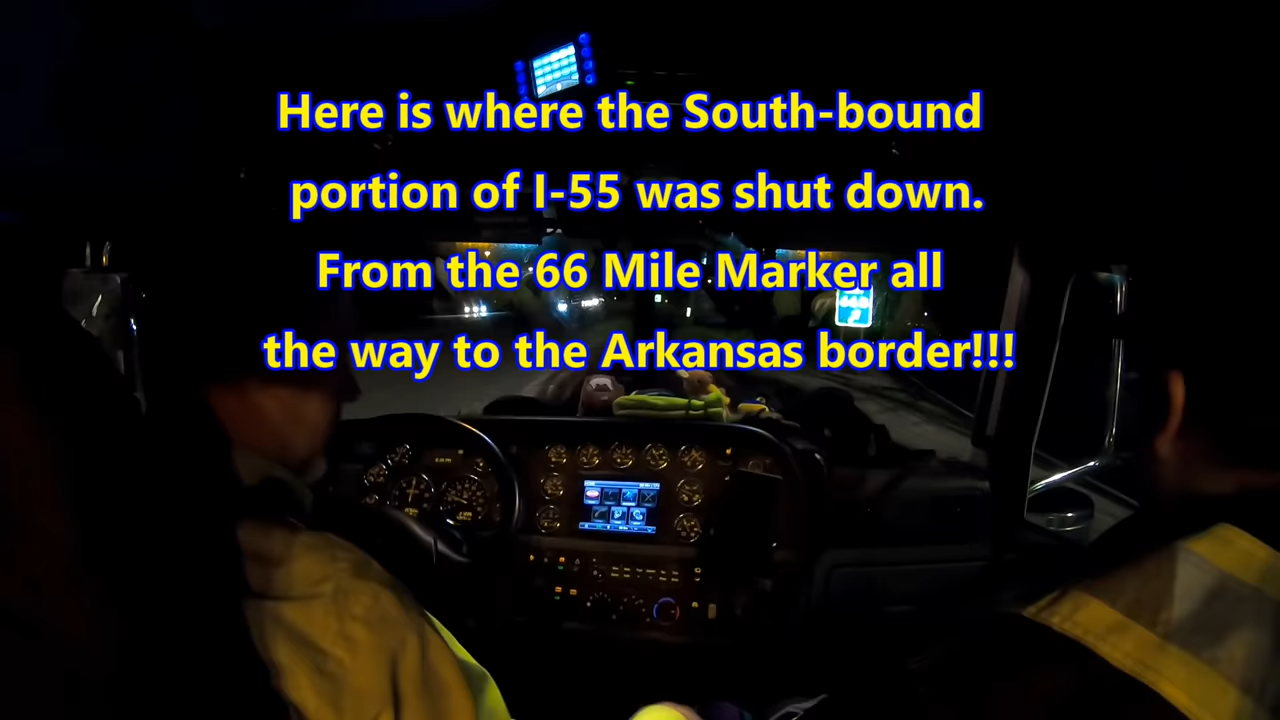 Here is where the South-bound
portion of I-55 was shut down.
From the 66 Mile Marker all
the way to the Arkansas border!!!